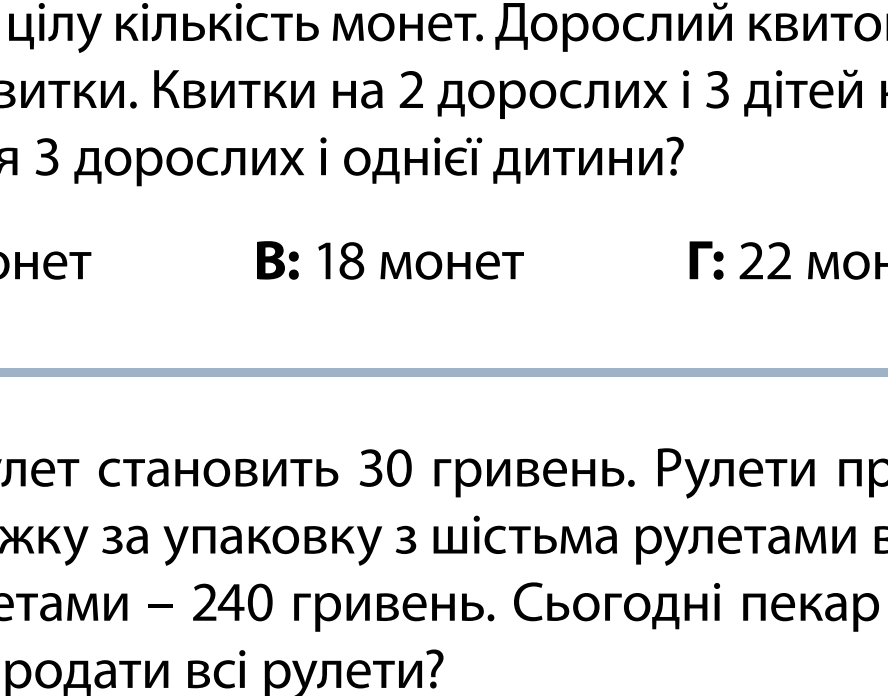 цілу кількість монет. Дорослий квиток
витки. Квитки на 2 дорослих і 3 дітей
я 3 дорослих і однієї дитини?
онет В: 18 монет Г: 22 мон
лет становить 30 гривень. Рулети пр
жку за упаковку з шістьма рулетами в
етами – 240 гривень. Сьогодні пекар
родати всі рулети?